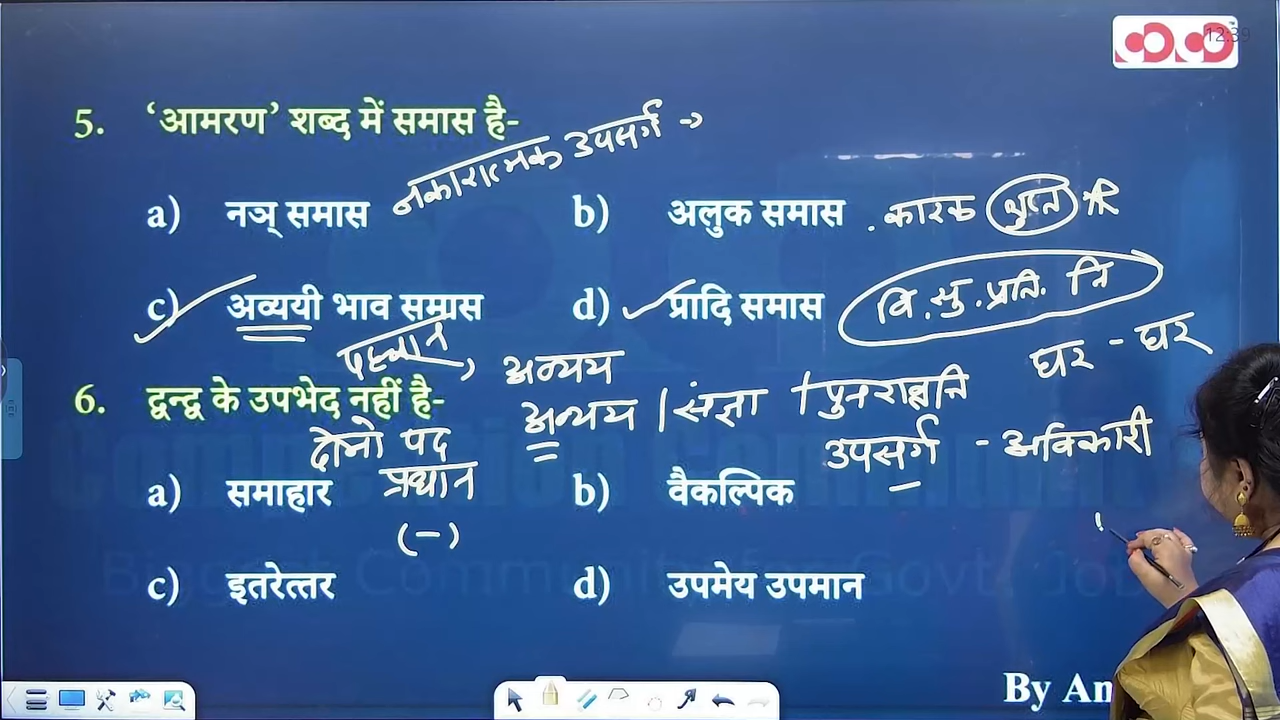 12:39
5. ‘आमरण’ शब्द में समास है-
नकारात्मक उपसर्ग →
a) नञ् समास b) अलुक समास . कारक
c) अव्ययी भाव समास d) प्रादि समास वि. सु. प्रति. नि
, अव्यय घर - घर
6. द्वन्द्व के उपभेद नहीं है- अव्यय / संज्ञा + पुनरावृत्ति
दोनो पद उपसर्ग - अविकारी
a) समाहार प्रधान b) वैकल्पिक
(-)
c) इतरेत्तर d) उपमेय उपमान
By An